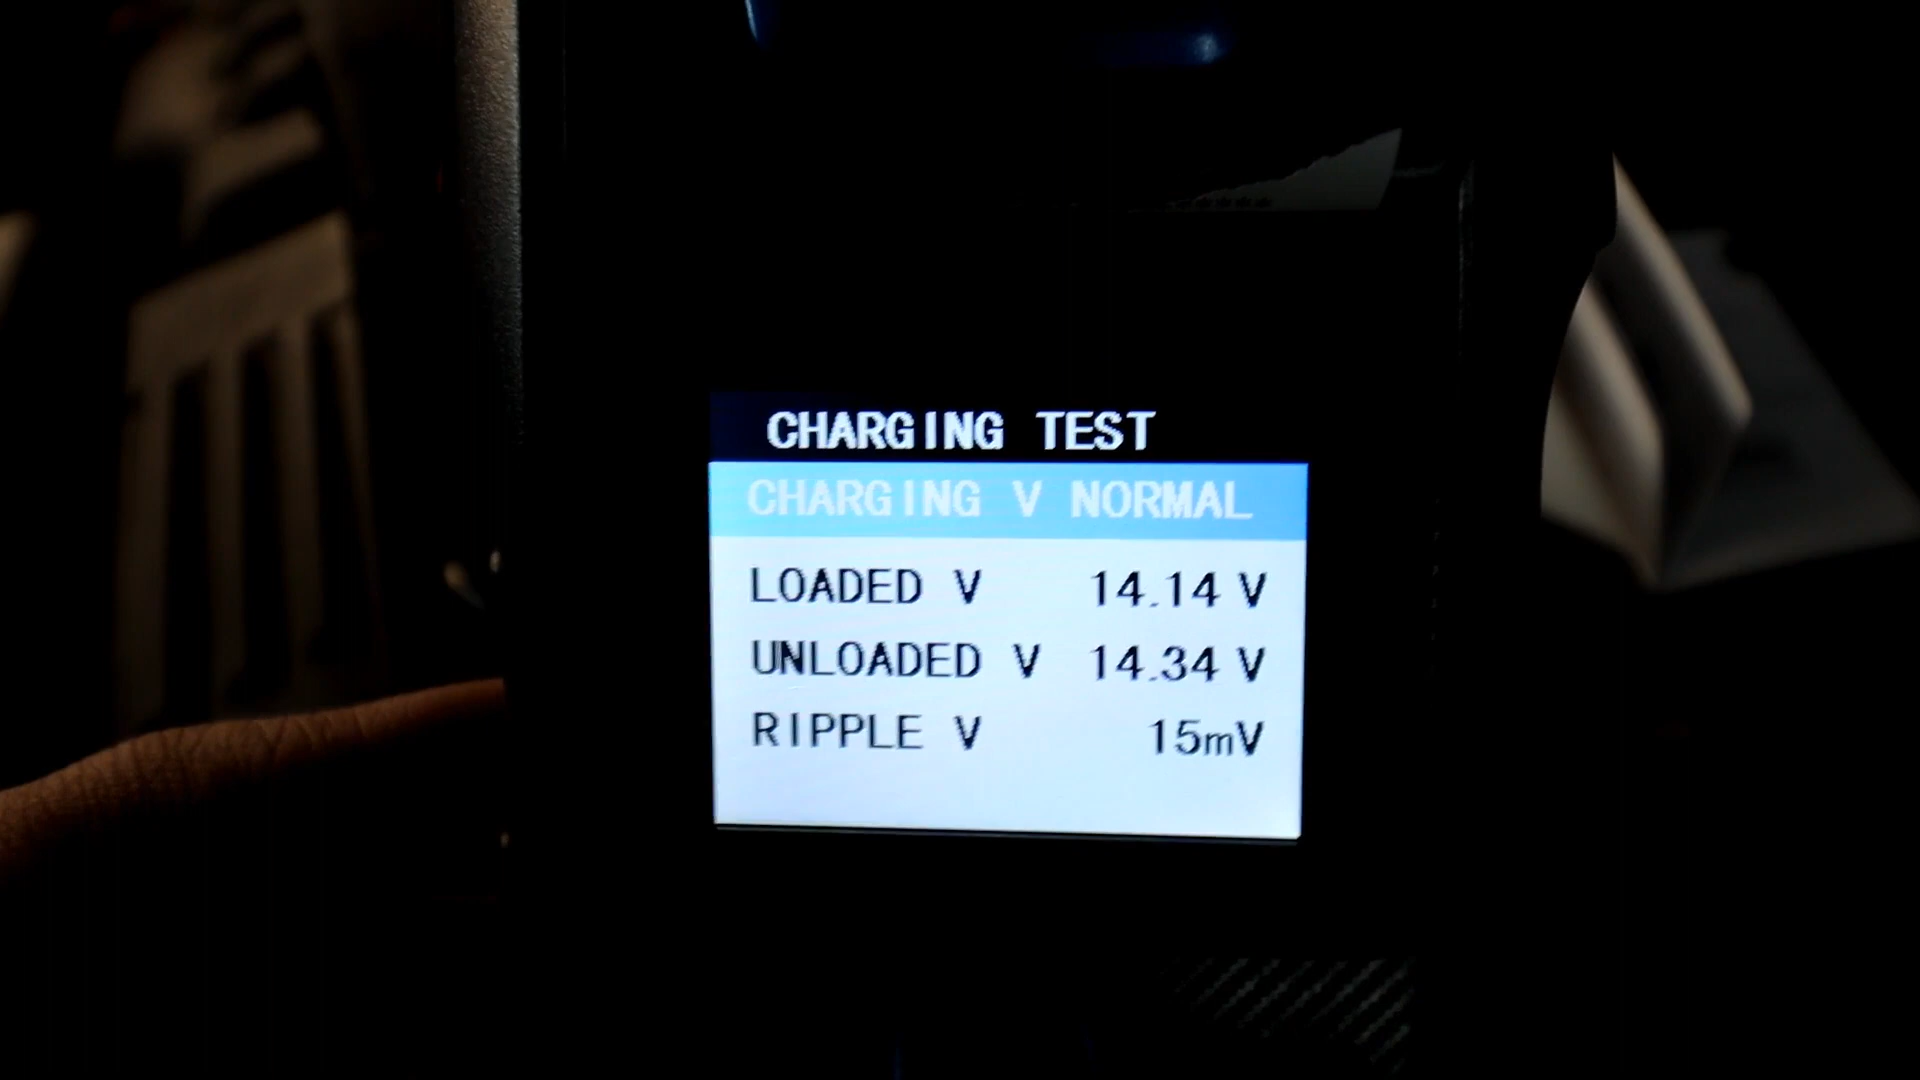 CHARGING TEST
CHARGING V NORMAL
LOADED V 14.14 V
UNLOADED V 14.34 V
RIPPLE V 15mV